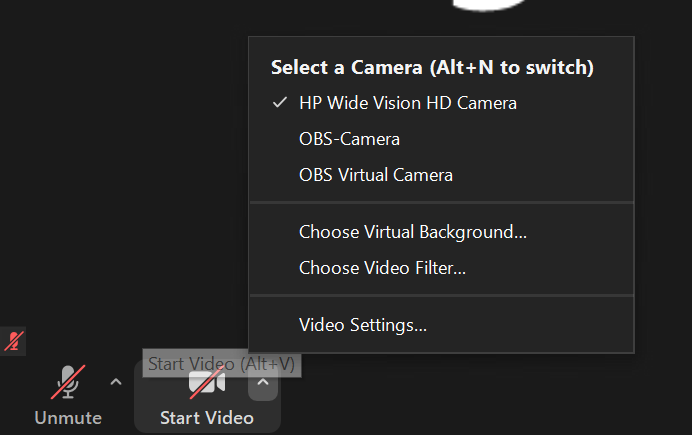 Select a Camera (Alt+N to switch)
HP Wide Vision HD Camera
OBS-Camera
OBS Virtual Camera
Choose Virtual Background...
Choose Video Filter...
Video Settings...
Start Video (Alt+V)
Unmute
Start Video